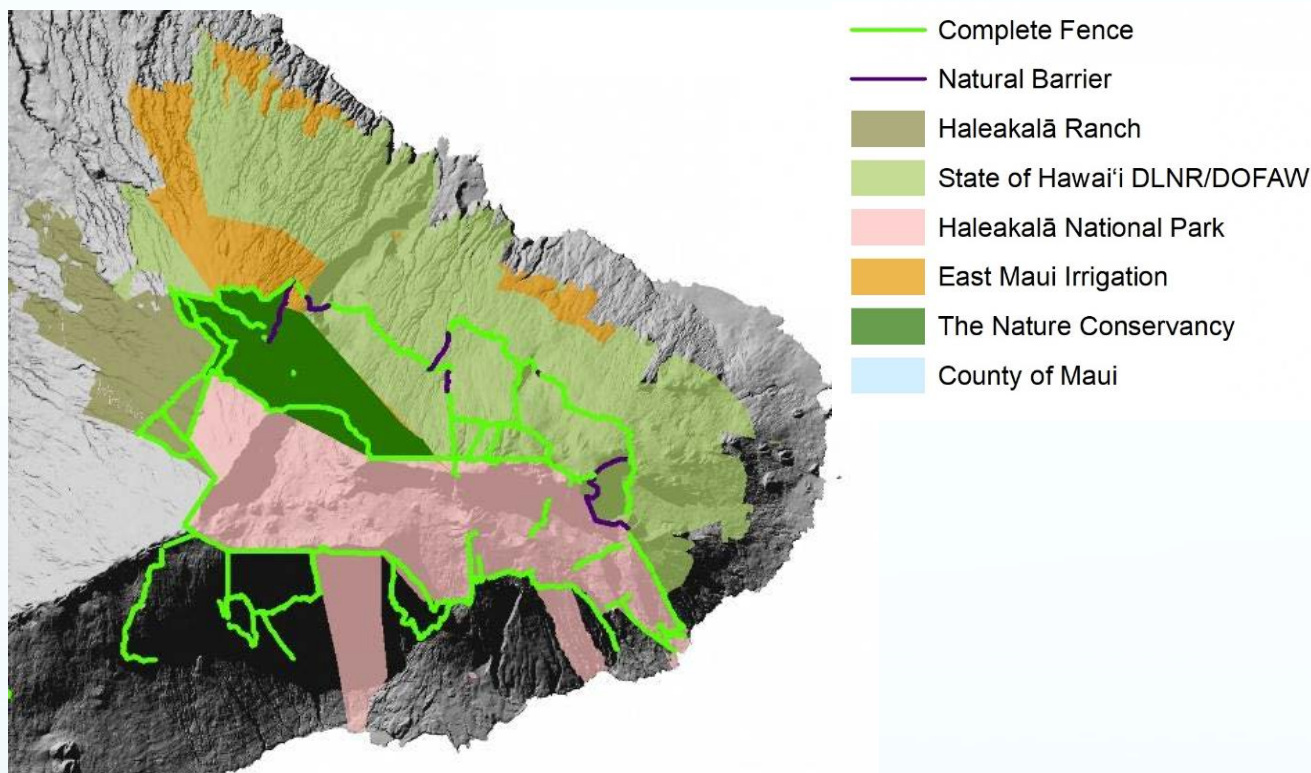 Complete Fence
Natural Barrier
Haleakalā Ranch
State of Hawai‘i DLNR/DOFAW
Haleakalā National Park
East Maui Irrigation
The Nature Conservancy
County of Maui